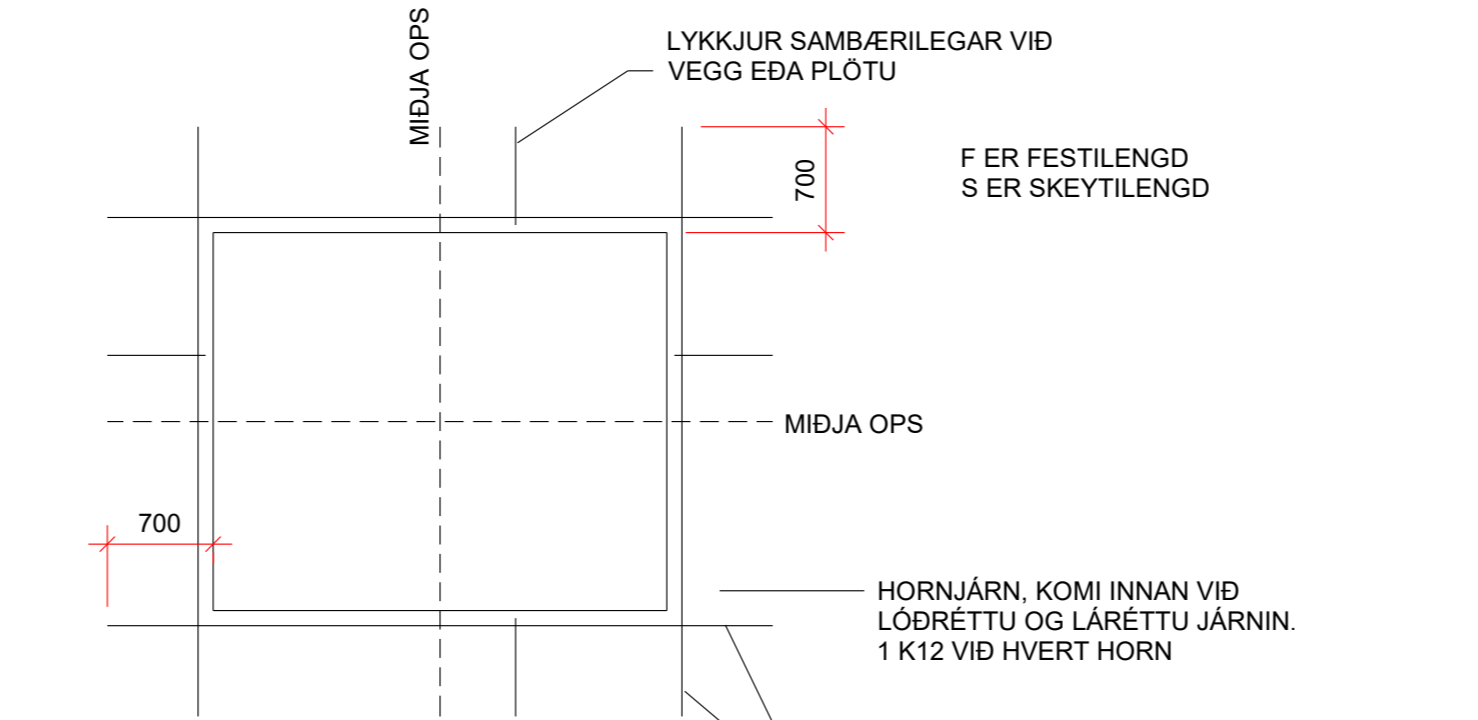 MIÐJA OPS
LYKKJUR SAMBÆRILEGAR VIÐ
VEGG EÐA PLÖTU
700
F ER FESTILENGD
S ER SKEYTILENGD
MIÐJA OPS
700
HORNJÁRN, KOMI INNAN VIÐ
LÓÐRÉTTU OG LÁRÉTTU JÁRNIN.
1 K12 VIÐ HVERT HORN